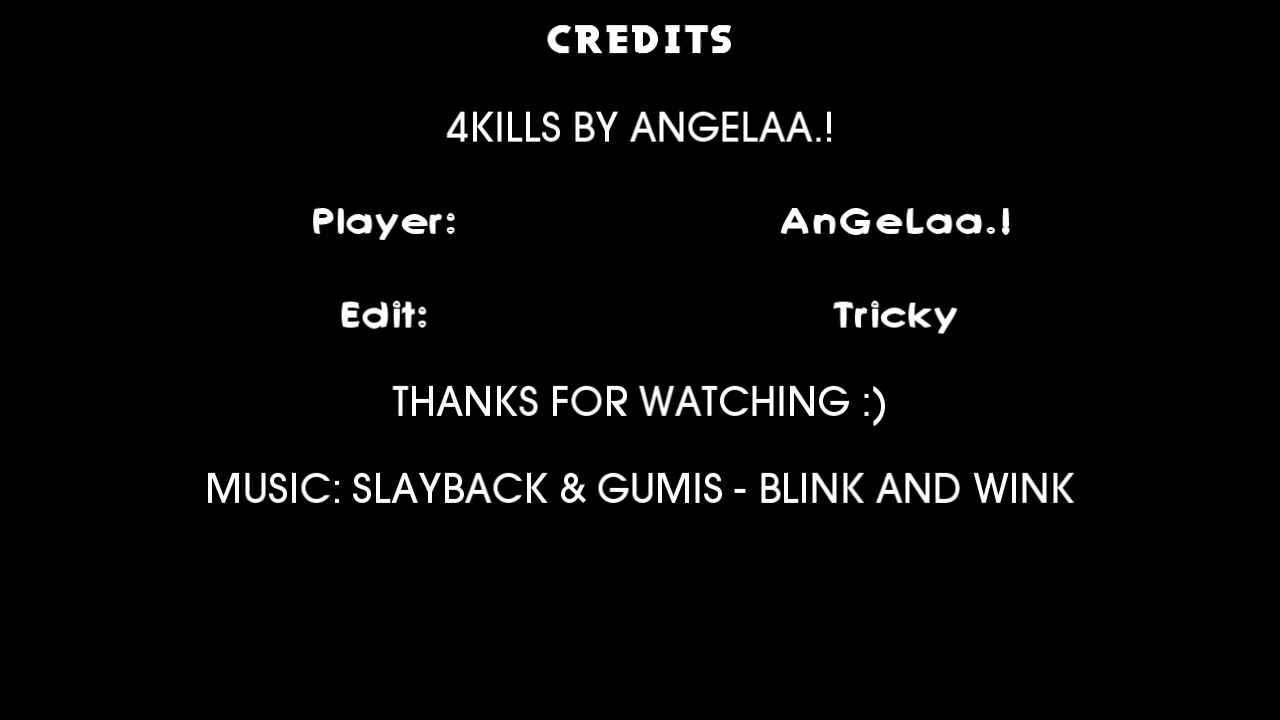 CREDITS
4KILLS BY ANGELAA.!
Player: AnGeLaa.!
Edit: Tricky
THANKS FOR WATCHING :)
MUSIC: SLAYBACK & GUMIS - BLINK AND WINK